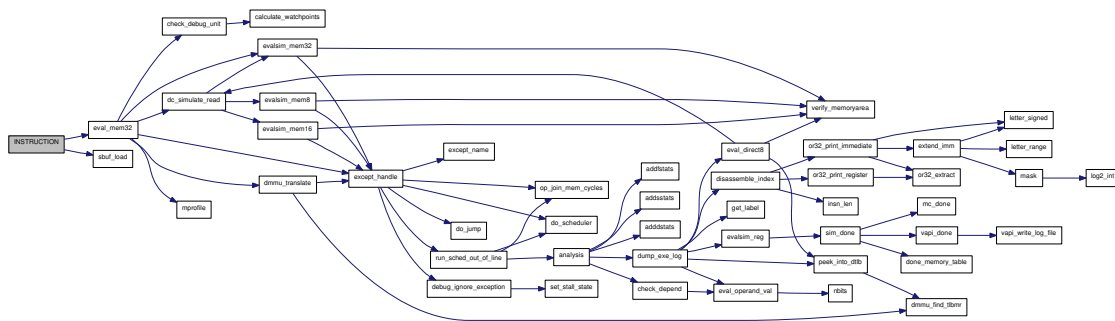 check_debug_unit
calculate_watchpoints
evalsim_mem32
dc_simulate_read
evalsim_mem8
verify_memoryarea
letter_signed
eval_mem32
evalsim_mem16
INSTRUCTION
eval_direct8
or32_print_immediate
extend_imm
letter_range
sbuf_load
except_name
except_handle
addfstats
disassemble_index
or32_print_register
or32_extract
mask
log2_int
dmmu_translate
op_join_mem_cycles
mprofile
addsstats
get_label
insn_len
mc_done
do_jump
do_scheduler
adddstats
evalsim_reg
sim_done
vapi_done
vapi_write_log_file
run_sched_out_of_line
analysis
dump_exe_log
peek_into_dtlb
done_memory_table
debug_ignore_exception
set_stall_state
check_depend
eval_operand_val
nbits
dmmu_find_tlbmr